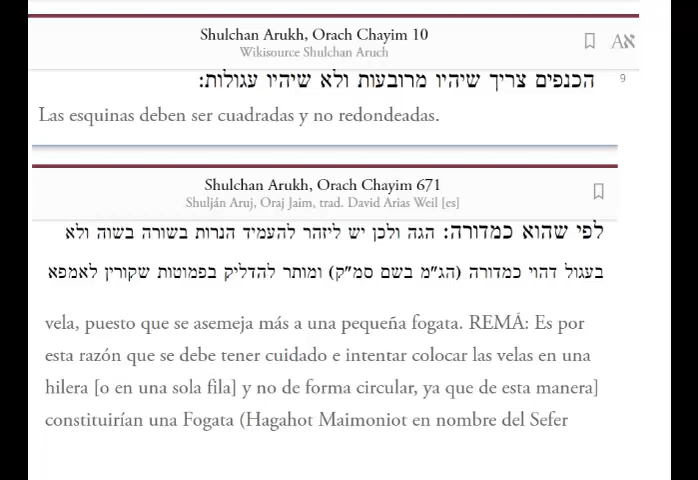 Shulchan Arukh, Orach Chayim 10
Wikisource Shulchan Aruch
Aא
הכנפים צריך שיהיו מרובעות ולא שיהיו עגולות:
9
Las esquinas deben ser cuadradas y no redondeadas.
Shulchan Arukh, Orach Chayim 671
Shulján Aruj, Oraj Jaim, trad. David Arias Weil [es]
לפי שהוא כמדורה: הגה ולכן יש ליזהר להעמיד הנרות בשורה בשוה ולא
בעגול דהוי כמדורה (הג"מ בשם סמ"ק) ומותר להדליק בפמוטות שקורין לאמפא
vela, puesto que se asemeja más a una pequeña fogata. REMÁ: Es por
esta razón que se debe tener cuidado e intentar colocar las velas en una
hilera [o en una sola fila] y no de forma circular, ya que de esta manera]
constituirían una Fogata (Hagahot Maimoniot en nombre del Sefer